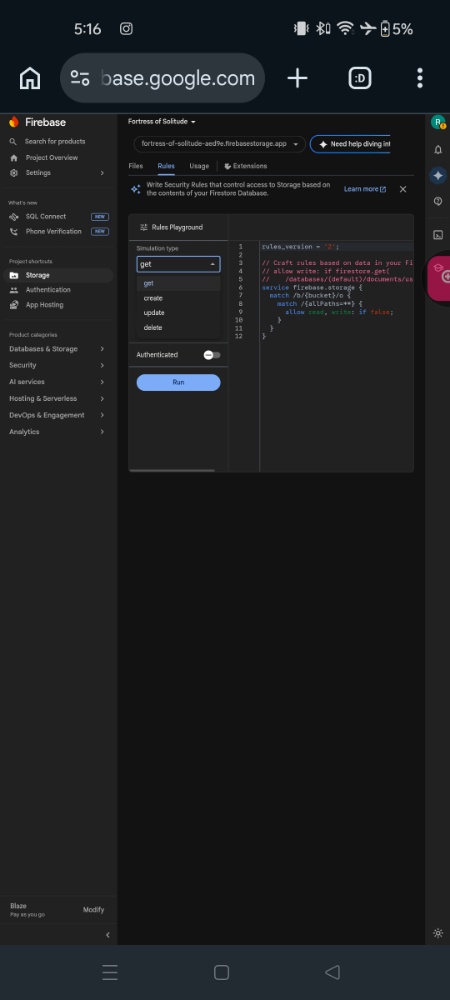 5:16
5%
base.google.com
:D
Firebase
Search for products
Project Overview
Settings
What's new
SQL Connect NEW
Phone Verification NEW
Project shortcuts
Storage
Authentication
App Hosting
Product categories
Databases & Storage
Security
AI services
Hosting & Serverless
DevOps & Engagement
Analytics
Blaze
Pay as you go
Modify
Fortress of Solitude
fortress-of-solitude-aed9e.firebasestorage.app
Need help diving int
Files Rules Usage Extensions
Write Security Rules that control access to Storage based on
the contents of your Firestore Database.
Learn more
Rules Playground
Simulation type
get
get
create
update
delete
Authenticated
Run
1 rules_version = '2';
2
3 // Craft rules based on data in your Fi
4 // allow write: if firestore.get(
5 // /databases/(default)/documents/us
6 service firebase.storage {
7 match /b/{bucket}/o {
8 match /{allPaths=**} {
9 allow read, write: if false;
10 }
11 }
12 }